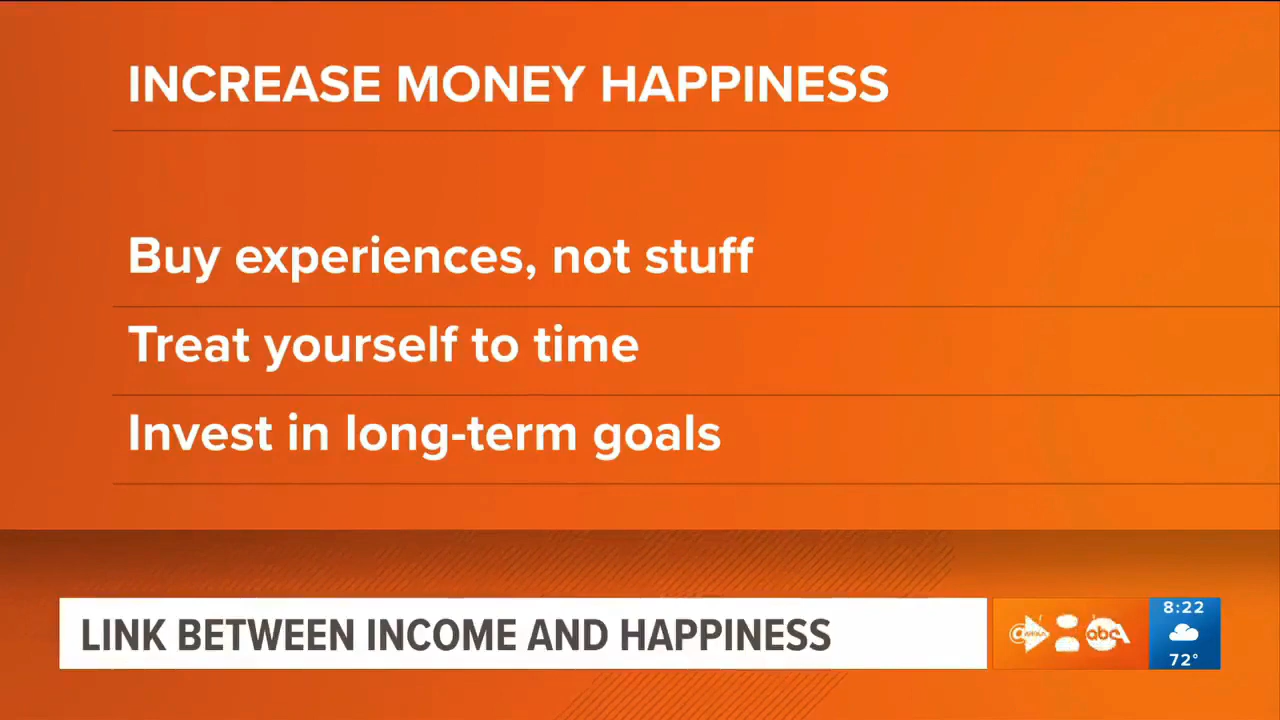 INCREASE MONEY HAPPINESS
Buy experiences, not stuff
Treat yourself to time
Invest in long-term goals
LINK BETWEEN INCOME AND HAPPINESS
abc
8:22
72°